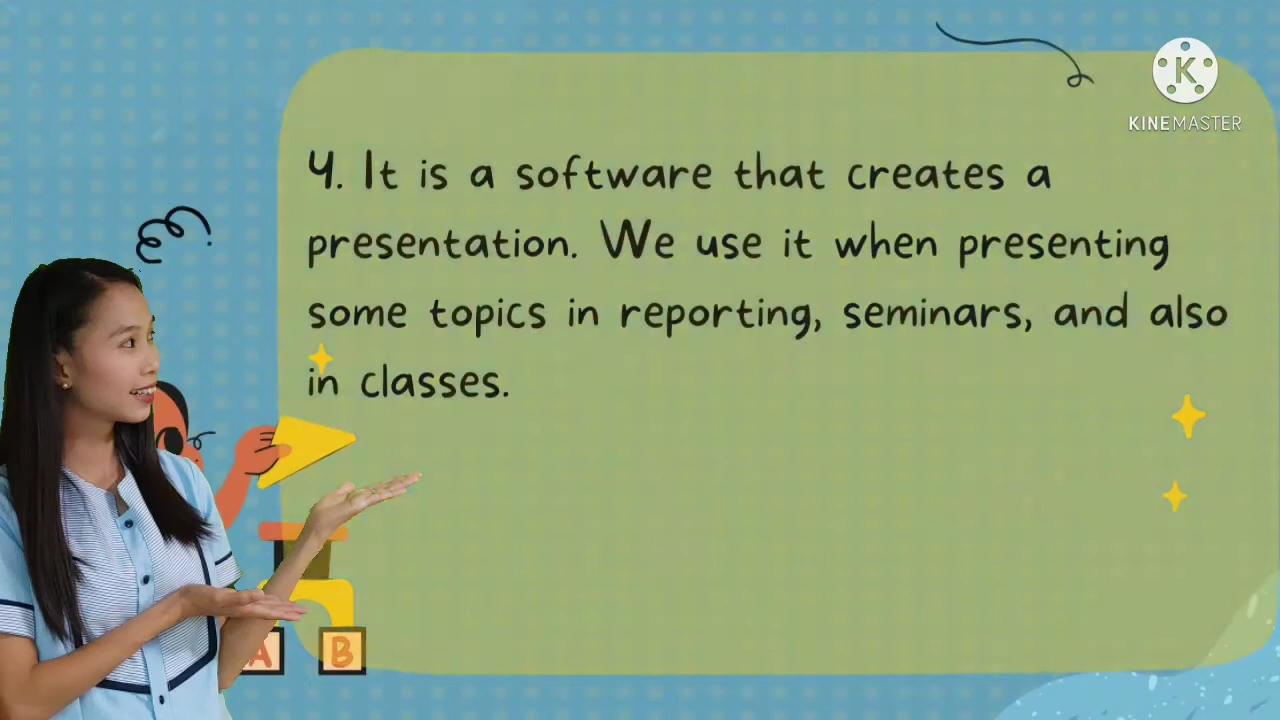 KINEMASTER
4. It is a software that creates a
presentation. We use it when presenting
some topics in reporting, seminars, and also
in classes.
A B